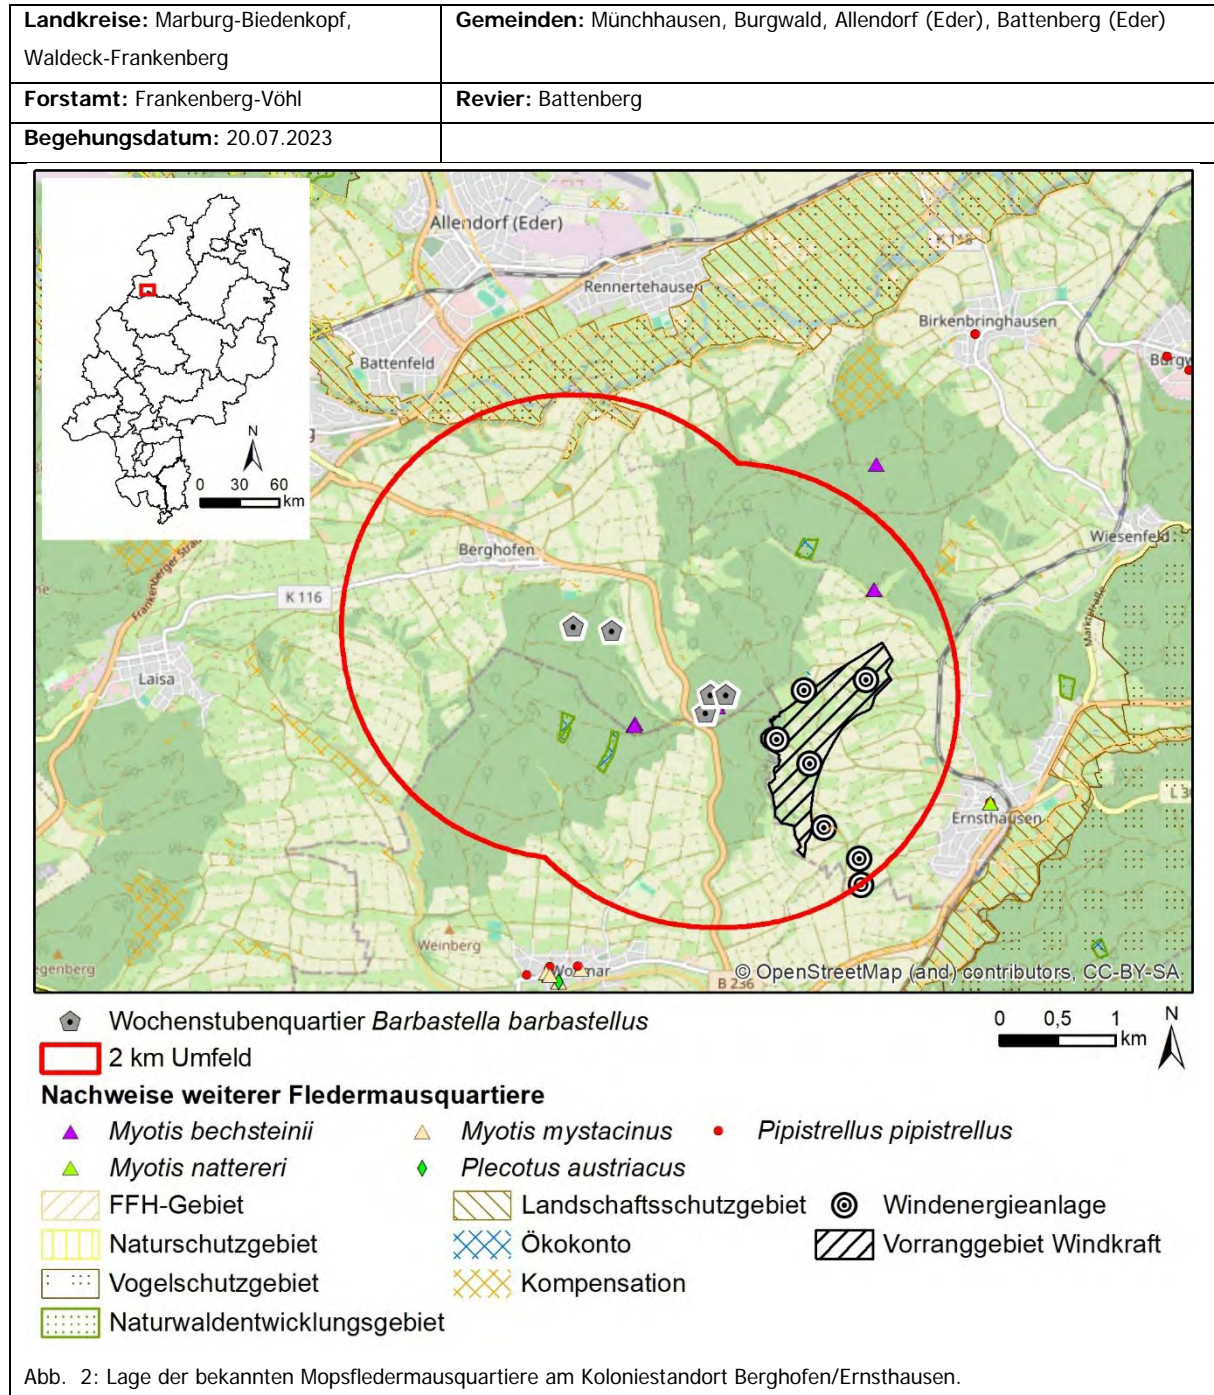 Landkreise: Marburg-Biedenkopf,
Waldeck-Frankenberg
Gemeinden: Münchhausen, Burgwald, Allendorf (Eder), Battenberg (Eder)
Forstamt: Frankenberg-Vöhl
Revier: Battenberg
Begehungsdatum: 20.07.2023
N
0 30 60
km
Allendorf (Eder)
Rennertehausen
Battenfeld
Birkenbringhausen
Wiesenfeld
Berghofen
K 116
Frankenberger
Marktstraße
Laisa
Ernsthausen
Weinberg
B 236
© OpenStreetMap (and) contributors, CC-BY-SA
Wochenstubenquartier Barbastella barbastellus
0 0,5 1
km
N
2 km Umfeld
Nachweise weiterer Fledermausquartiere
Myotis bechsteinii
Myotis mystacinus
Pipistrellus pipistrellus
Myotis nattereri
Plecotus austriacus
FFH-Gebiet
Landschaftsschutzgebiet
Windenergieanlage
Naturschutzgebiet
Ökokonto
Vorranggebiet Windkraft
Vogelschutzgebiet
Kompensation
Naturwaldentwicklungsgebiet
Abb. 2: Lage der bekannten Mopsfledermausquartiere am Koloniestandort Berghofen/Ernsthausen.